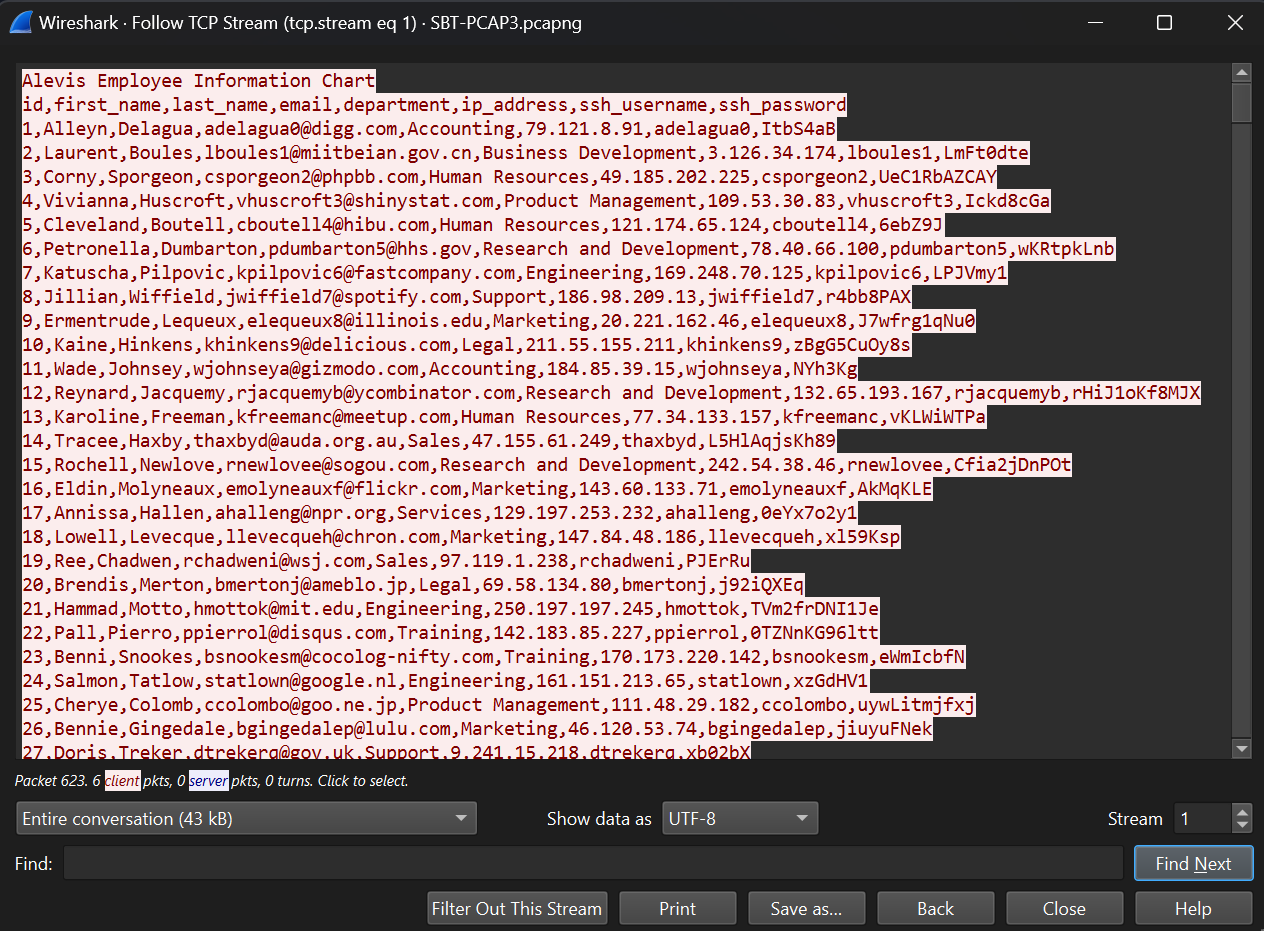 Wireshark · Follow TCP Stream (tcp.stream eq 1) · SBT-PCAP3.pcapng
Alevis Employee Information Chart
id,first_name,last_name,email,department,ip_address,ssh_username,ssh_password
1,Alleyn,Delagua,adelagua0@digg.com,Accounting,79.121.8.91,adelagua0,ItbS4aB
2,Laurent,Boules,lboules1@miitbeian.gov.cn,Business Development,3.126.34.174,lboules1,LmFt0dte
3,Corny,Sporgeon,csporgeon2@phpbb.com,Human Resources,49.185.202.225,csporgeon2,UeC1RbAZCAY
4,Vivianna,Huscroft,vhuscroft3@shinystat.com,Product Management,109.53.30.83,vhuscroft3,Ickd8cGa
5,Cleveland,Boutell,cboutell4@hibu.com,Human Resources,121.174.65.124,cboutell4,6ebZ9J
6,Petronella,Dumbarton,pdumbarton5@hhs.gov,Research and Development,78.40.66.100,pdumbarton5,wKRtpkLnb
7,Katuscha,Pilpovic,kpilpovic6@fastcompany.com,Engineering,169.248.70.125,kpilpovic6,LPJVmy1
8,Jillian,Wiffield,jwiffield7@spotify.com,Support,186.98.209.13,jwiffield7,r4bb8PAX
9,Ermentrude,Lequeux,elequeux8@illinois.edu,Marketing,20.221.162.46,elequeux8,J7wfrg1qNu0
10,Kaine,Hinkens,khinkens9@delicious.com,Legal,211.55.155.211,khinkens9,zBgG5CuOy8s
11,Wade,Johnsey,wjohnseya@gizmodo.com,Accounting,184.85.39.15,wjohnseya,NYh3Kg
12,Reynard,Jacquemy,rjacquemyb@ycombinator.com,Research and Development,132.65.193.167,rjacquemyb,rHiJ1oKf8MJX
13,Karoline,Freeman,kfreemanc@meetup.com,Human Resources,77.34.133.157,kfreemanc,vKLWiWTPa
14,Tracee,Haxby,thaxbyd@auda.org.au,Sales,47.155.61.249,thaxbyd,L5HlAqjsKh89
15,Rochell,Newlove,rnewlovee@sogou.com,Research and Development,242.54.38.46,rnewlovee,Cfia2jDnPOt
16,Eldin,Molyneaux,emolyneauxf@flickr.com,Marketing,143.60.133.71,emolyneauxf,AkMqKLE
17,Annissa,Hallen,ahalleng@npr.org,Services,129.197.253.232,ahalleng,0eYx7o2y1
18,Lowell,Levecque,llevecqueh@chron.com,Marketing,147.84.48.186,llevecqueh,xl59Ksp
19,Ree,Chadwen,rchadweni@wsj.com,Sales,97.119.1.238,rchadweni,PJErRu
20,Brendis,Merton,bmertonj@ameblo.jp,Legal,69.58.134.80,bmertonj,j92iQXEq
21,Hammad,Motto,hmottok@mit.edu,Engineering,250.197.197.245,hmottok,TVm2frDNI1Je
22,Pall,Pierro,ppierrol@disqus.com,Training,142.183.85.227,ppierrol,0TZNnKG96ltt
23,Benni,Snookes,bsnookesm@cocolog-nifty.com,Training,170.173.220.142,bsnookesm,eWmIcbfN
24,Salmon,Tatlow,statlown@google.nl,Engineering,161.151.213.65,statlown,xzGdHV1
25,Cherye,Colomb,ccolombo@goo.ne.jp,Product Management,111.48.29.182,ccolombo,uywLitmjfxj
26,Bennie,Gingedale,bgingedalep@lulu.com,Marketing,46.120.53.74,bgingedalep,jiuyuFNek
27,Doris,Treker,dtrekerq@gov.uk,Support,9.241.15.218,dtrekerq,xb02bX
Packet 623. 6 client pkts, 0 server pkts, 0 turns. Click to select.
Entire conversation (43 kB)
Show data as
UTF-8
Stream
1
Find:
Find Next
Filter Out This Stream
Print
Save as...
Back
Close
Help